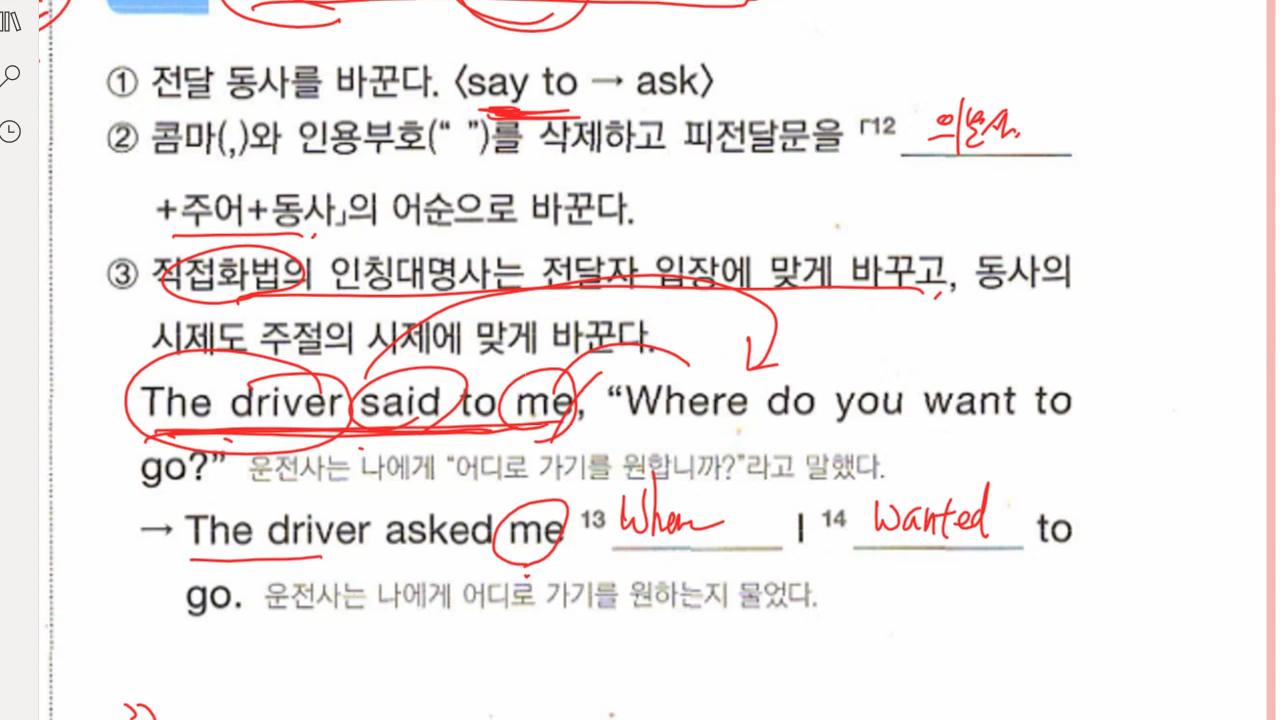 ① 전달 동사를 바꾼다. 〈say to → ask〉
② 콤마(,)와 인용부호(“ ”)를 삭제하고 피전달문을 「12 의문사
+주어+동사」의 어순으로 바꾼다.
③ 직접화법의 인칭대명사는 전달자 입장에 맞게 바꾸고, 동사의
시제도 주절의 시제에 맞게 바꾼다.
The driver said to me, “Where do you want to
go?” 운전사는 나에게 “어디로 가기를 원합니까?”라고 말했다.
→ The driver asked me 13 where I 14 wanted to
go. 운전사는 나에게 어디로 가기를 원하는지 물었다.